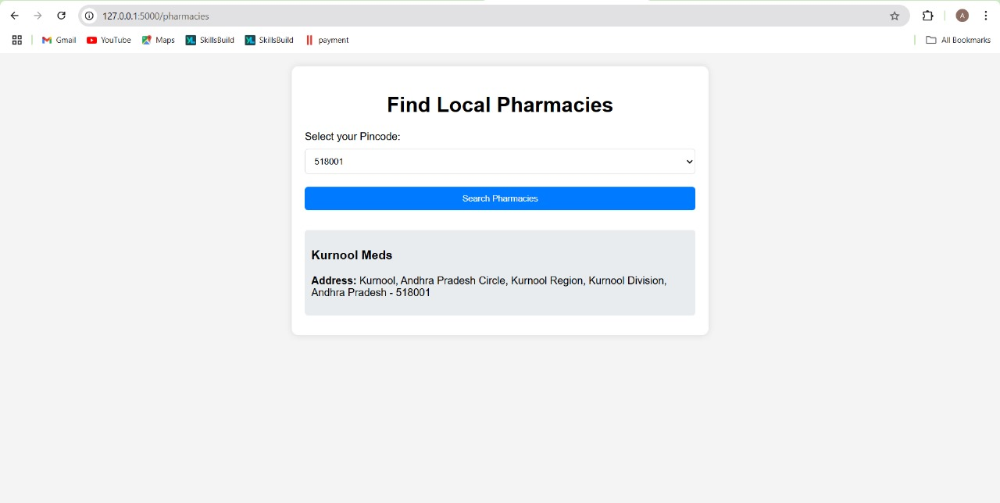 127.0.0.1:5000/pharmacies
A
Gmail YouTube Maps SkillsBuild SkillsBuild payment All Bookmarks
Find Local Pharmacies
Select your Pincode:
518001
Search Pharmacies
Kurnool Meds
Address: Kurnool, Andhra Pradesh Circle, Kurnool Region, Kurnool Division,
Andhra Pradesh - 518001